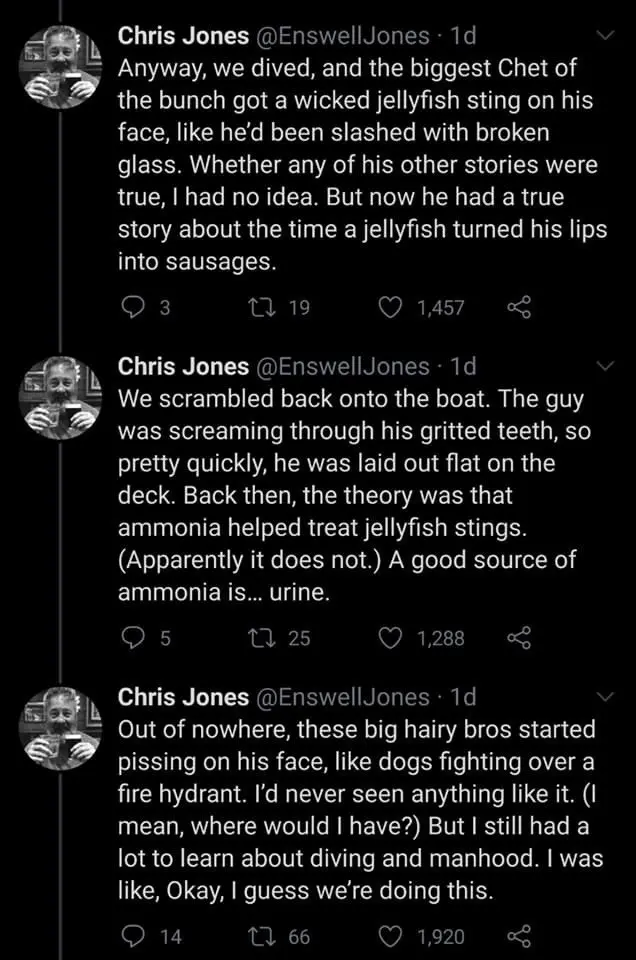 Chris Jones @EnswellJones · 1d
Anyway, we dived, and the biggest Chet of
the bunch got a wicked jellyfish sting on his
face, like he'd been slashed with broken
glass. Whether any of his other stories were
true, I had no idea. But now he had a true
story about the time a jellyfish turned his lips
into sausages.
3 19 1,457
Chris Jones @EnswellJones · 1d
We scrambled back onto the boat. The guy
was screaming through his gritted teeth, so
pretty quickly, he was laid out flat on the
deck. Back then, the theory was that
ammonia helped treat jellyfish stings.
(Apparently it does not.) A good source of
ammonia is... urine.
5 25 1,288
Chris Jones @EnswellJones · 1d
Out of nowhere, these big hairy bros started
pissing on his face, like dogs fighting over a
fire hydrant. I'd never seen anything like it. (I
mean, where would I have?) But I still had a
lot to learn about diving and manhood. I was
like, Okay, I guess we're doing this.
14 66 1,920